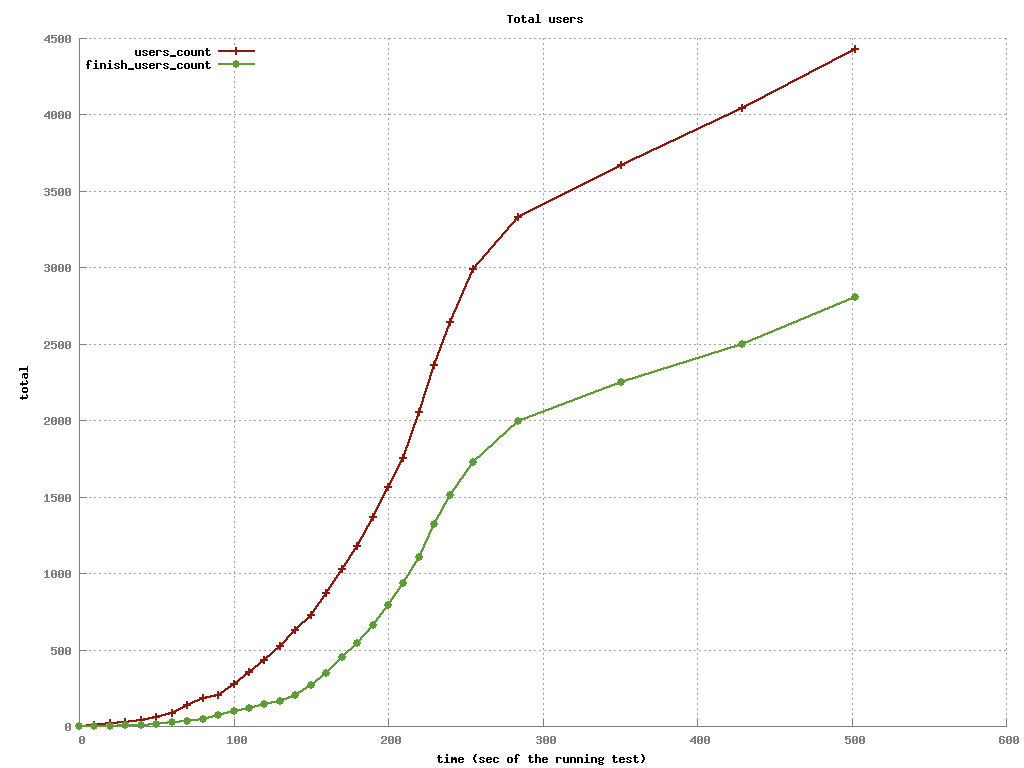 Total users
4500
users_count
finish_users_count
4000
3500
3000
2500
total
2000
1500
1000
500
0
0 100 200 300 400 500 600
time (sec of the running test)